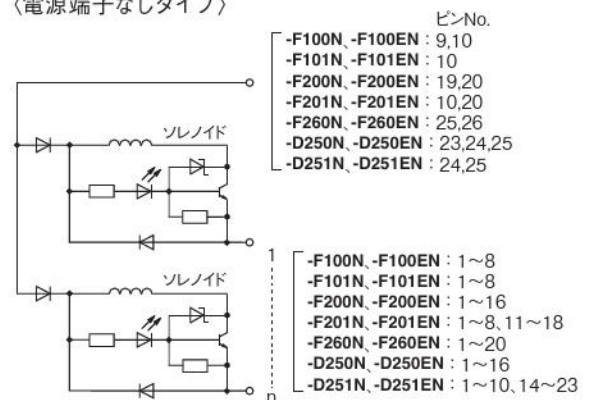 〈電源端子なしタイプ〉
ピンNo.
-F100N、-F100EN：9,10
-F101N、-F101EN：10
-F200N、-F200EN：19,20
-F201N、-F201EN：10,20
-F260N、-F260EN：25,26
-D250N、-D250EN：23,24,25
-D251N、-D251EN：24,25
ソレノイド
ソレノイド
1
n
-F100N、-F100EN：1～8
-F101N、-F101EN：1～8
-F200N、-F200EN：1～16
-F201N、-F201EN：1～8、11～18
-F260N、-F260EN：1～20
-D250N、-D250EN：1～16
-D251N、-D251EN：1～10、14～23